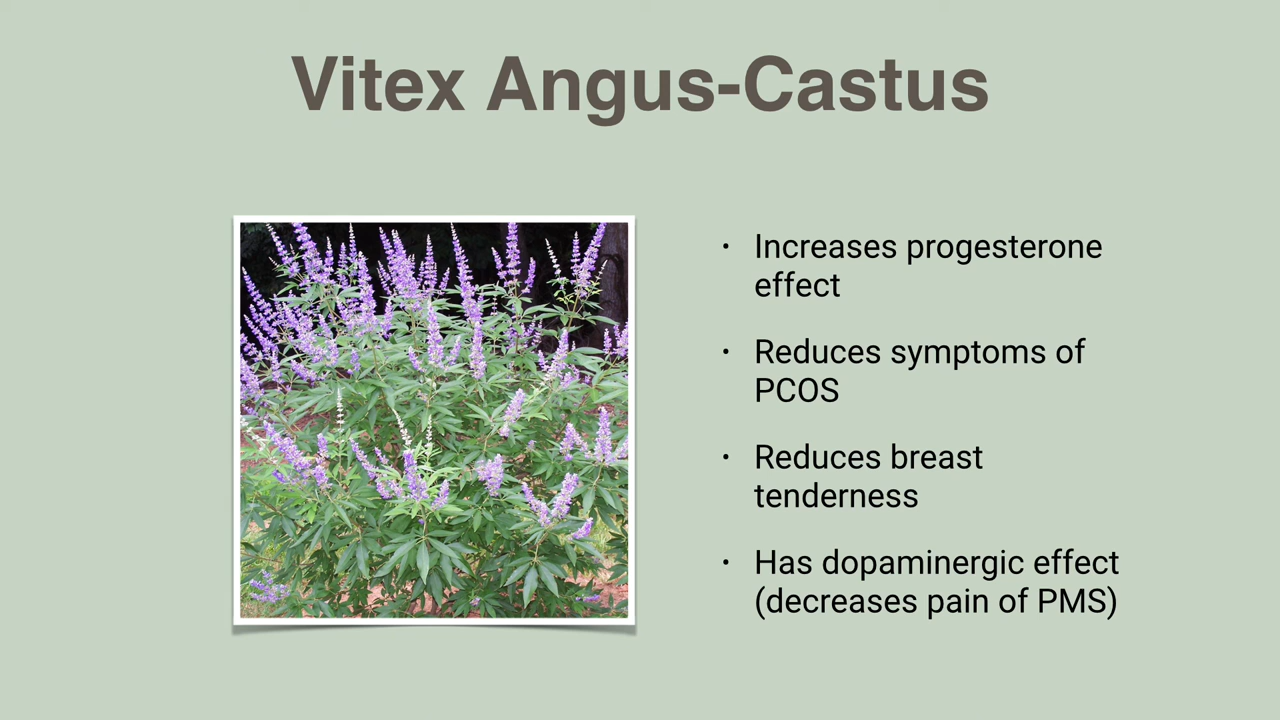 Vitex Angus-Castus
• Increases progesterone
effect
• Reduces symptoms of
PCOS
• Reduces breast
tenderness
• Has dopaminergic effect
(decreases pain of PMS)